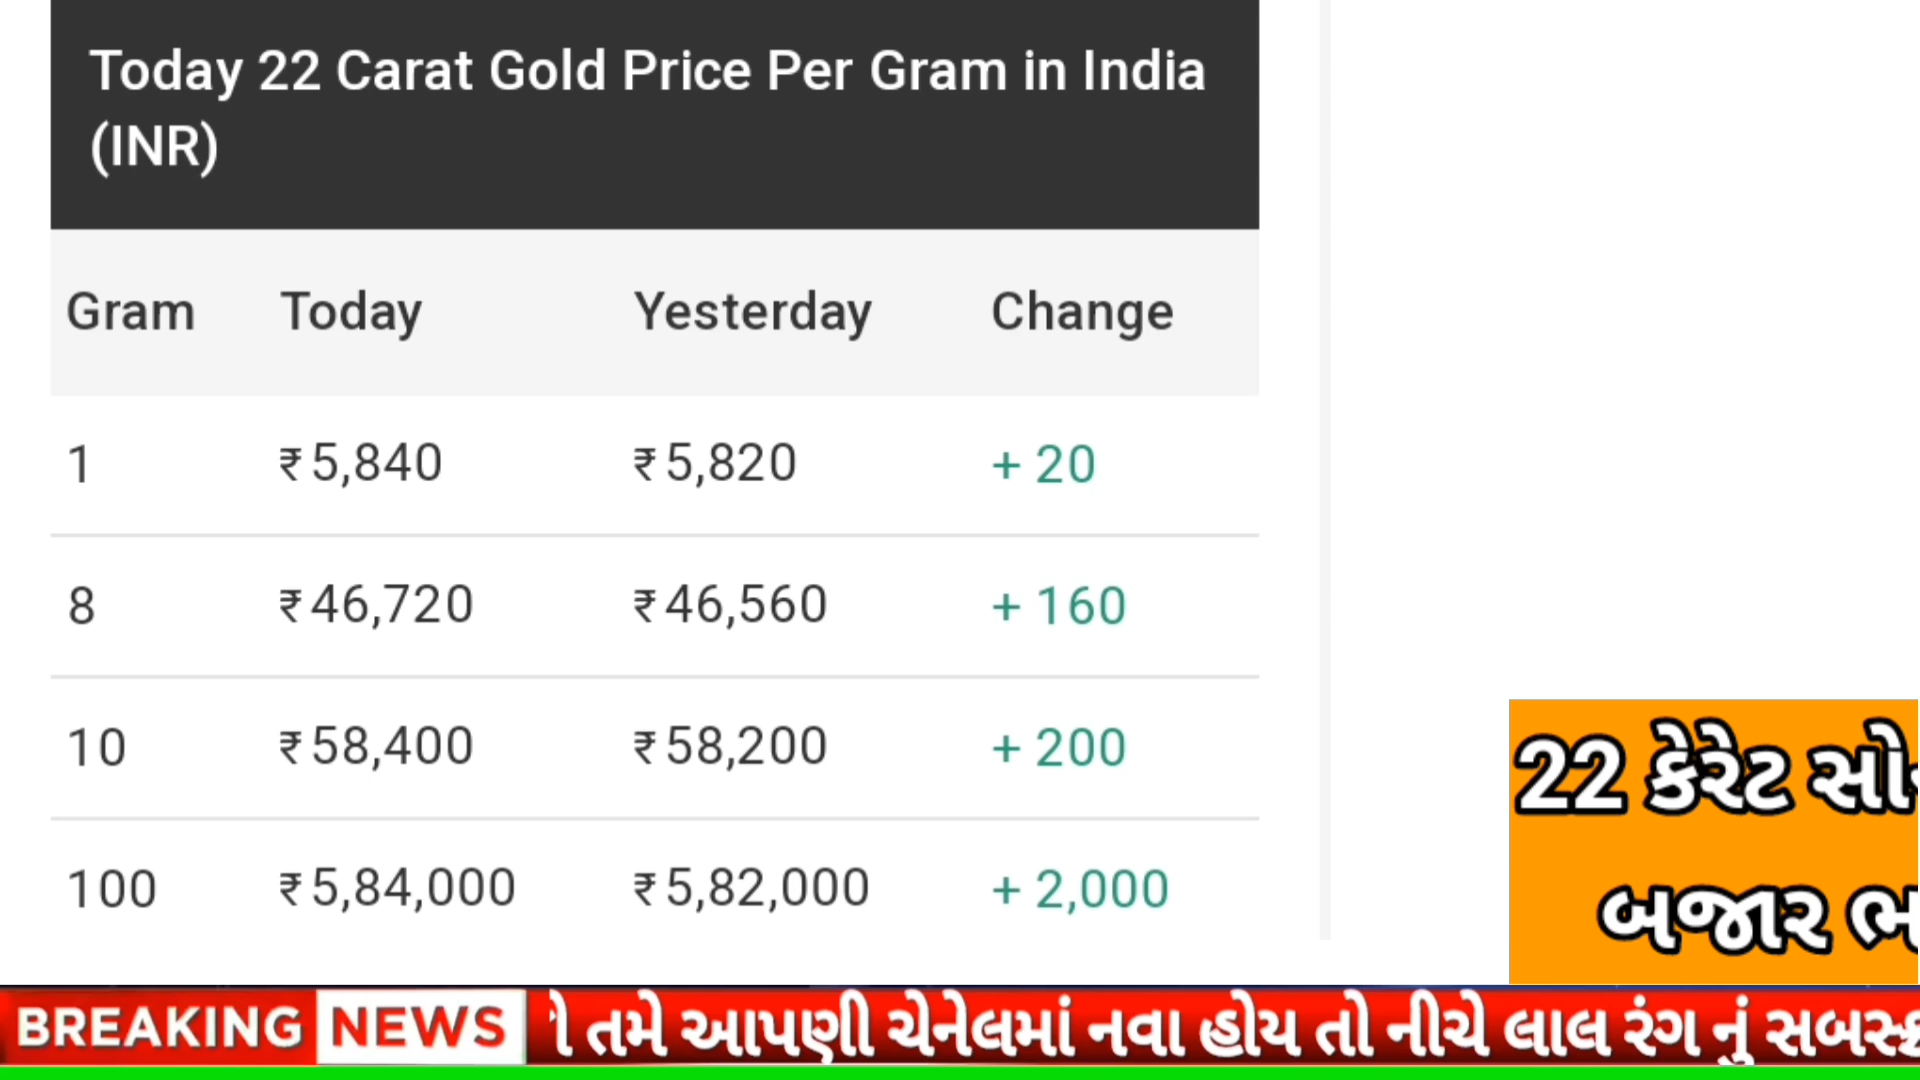 Today 22 Carat Gold Price Per Gram in India
(INR)
Gram Today Yesterday Change
1 ₹5,840 ₹5,820 + 20
8 ₹46,720 ₹46,560 + 160
10 ₹58,400 ₹58,200 + 200
100 ₹5,84,000 ₹5,82,000 + 2,000
22 કેરેટ
બજાર
BREAKING NEWS તમે આપણી ચેનેલમાં નવા હોય તો નીચે લાલ રંગ નું